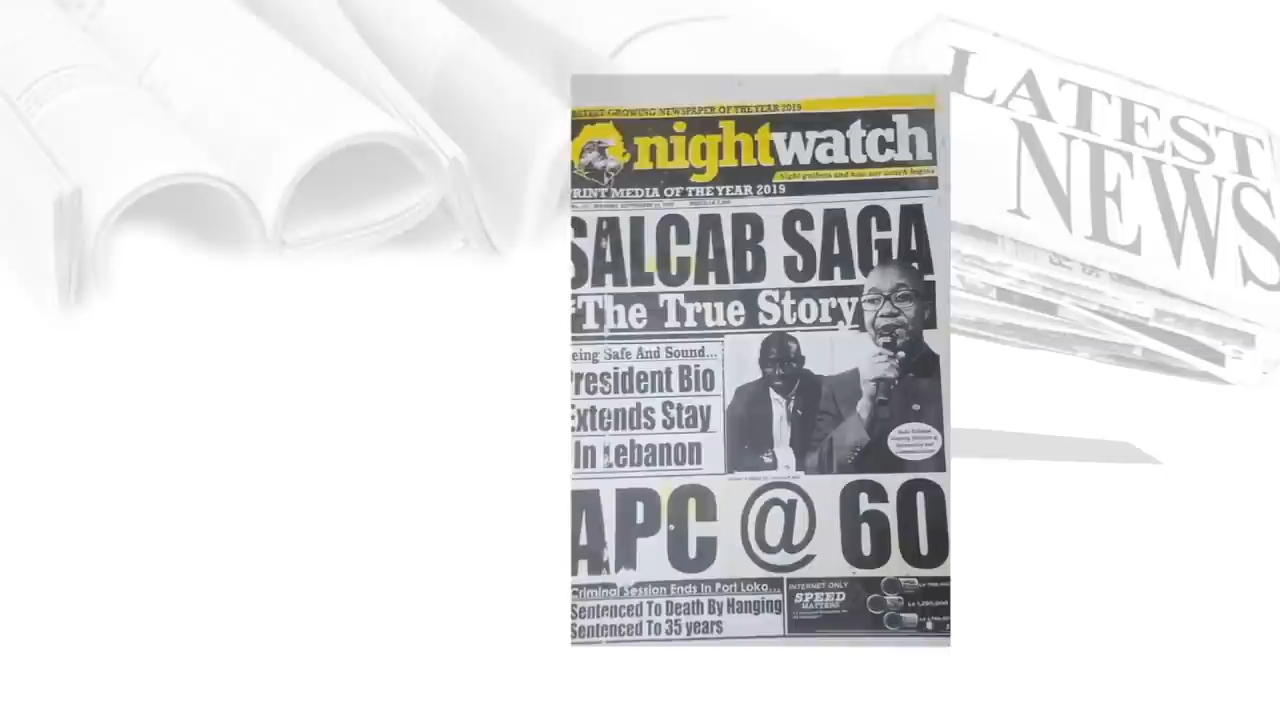 LATEST
NEWS
GROWING NEWSPAPER OF THE YEAR 2019
nightwatch
PRINT MEDIA OF THE YEAR 2019
SALCAB SAGA
The True Story
eing Safe And Sound...
President Bio
Extends Stay
In Lebanon
APC @ 60
Criminal Session Ends In Port Loko...
Sentenced To Death By Hanging
Sentenced To 35 years
INTERNET ONLY
SPEED
MATTERS